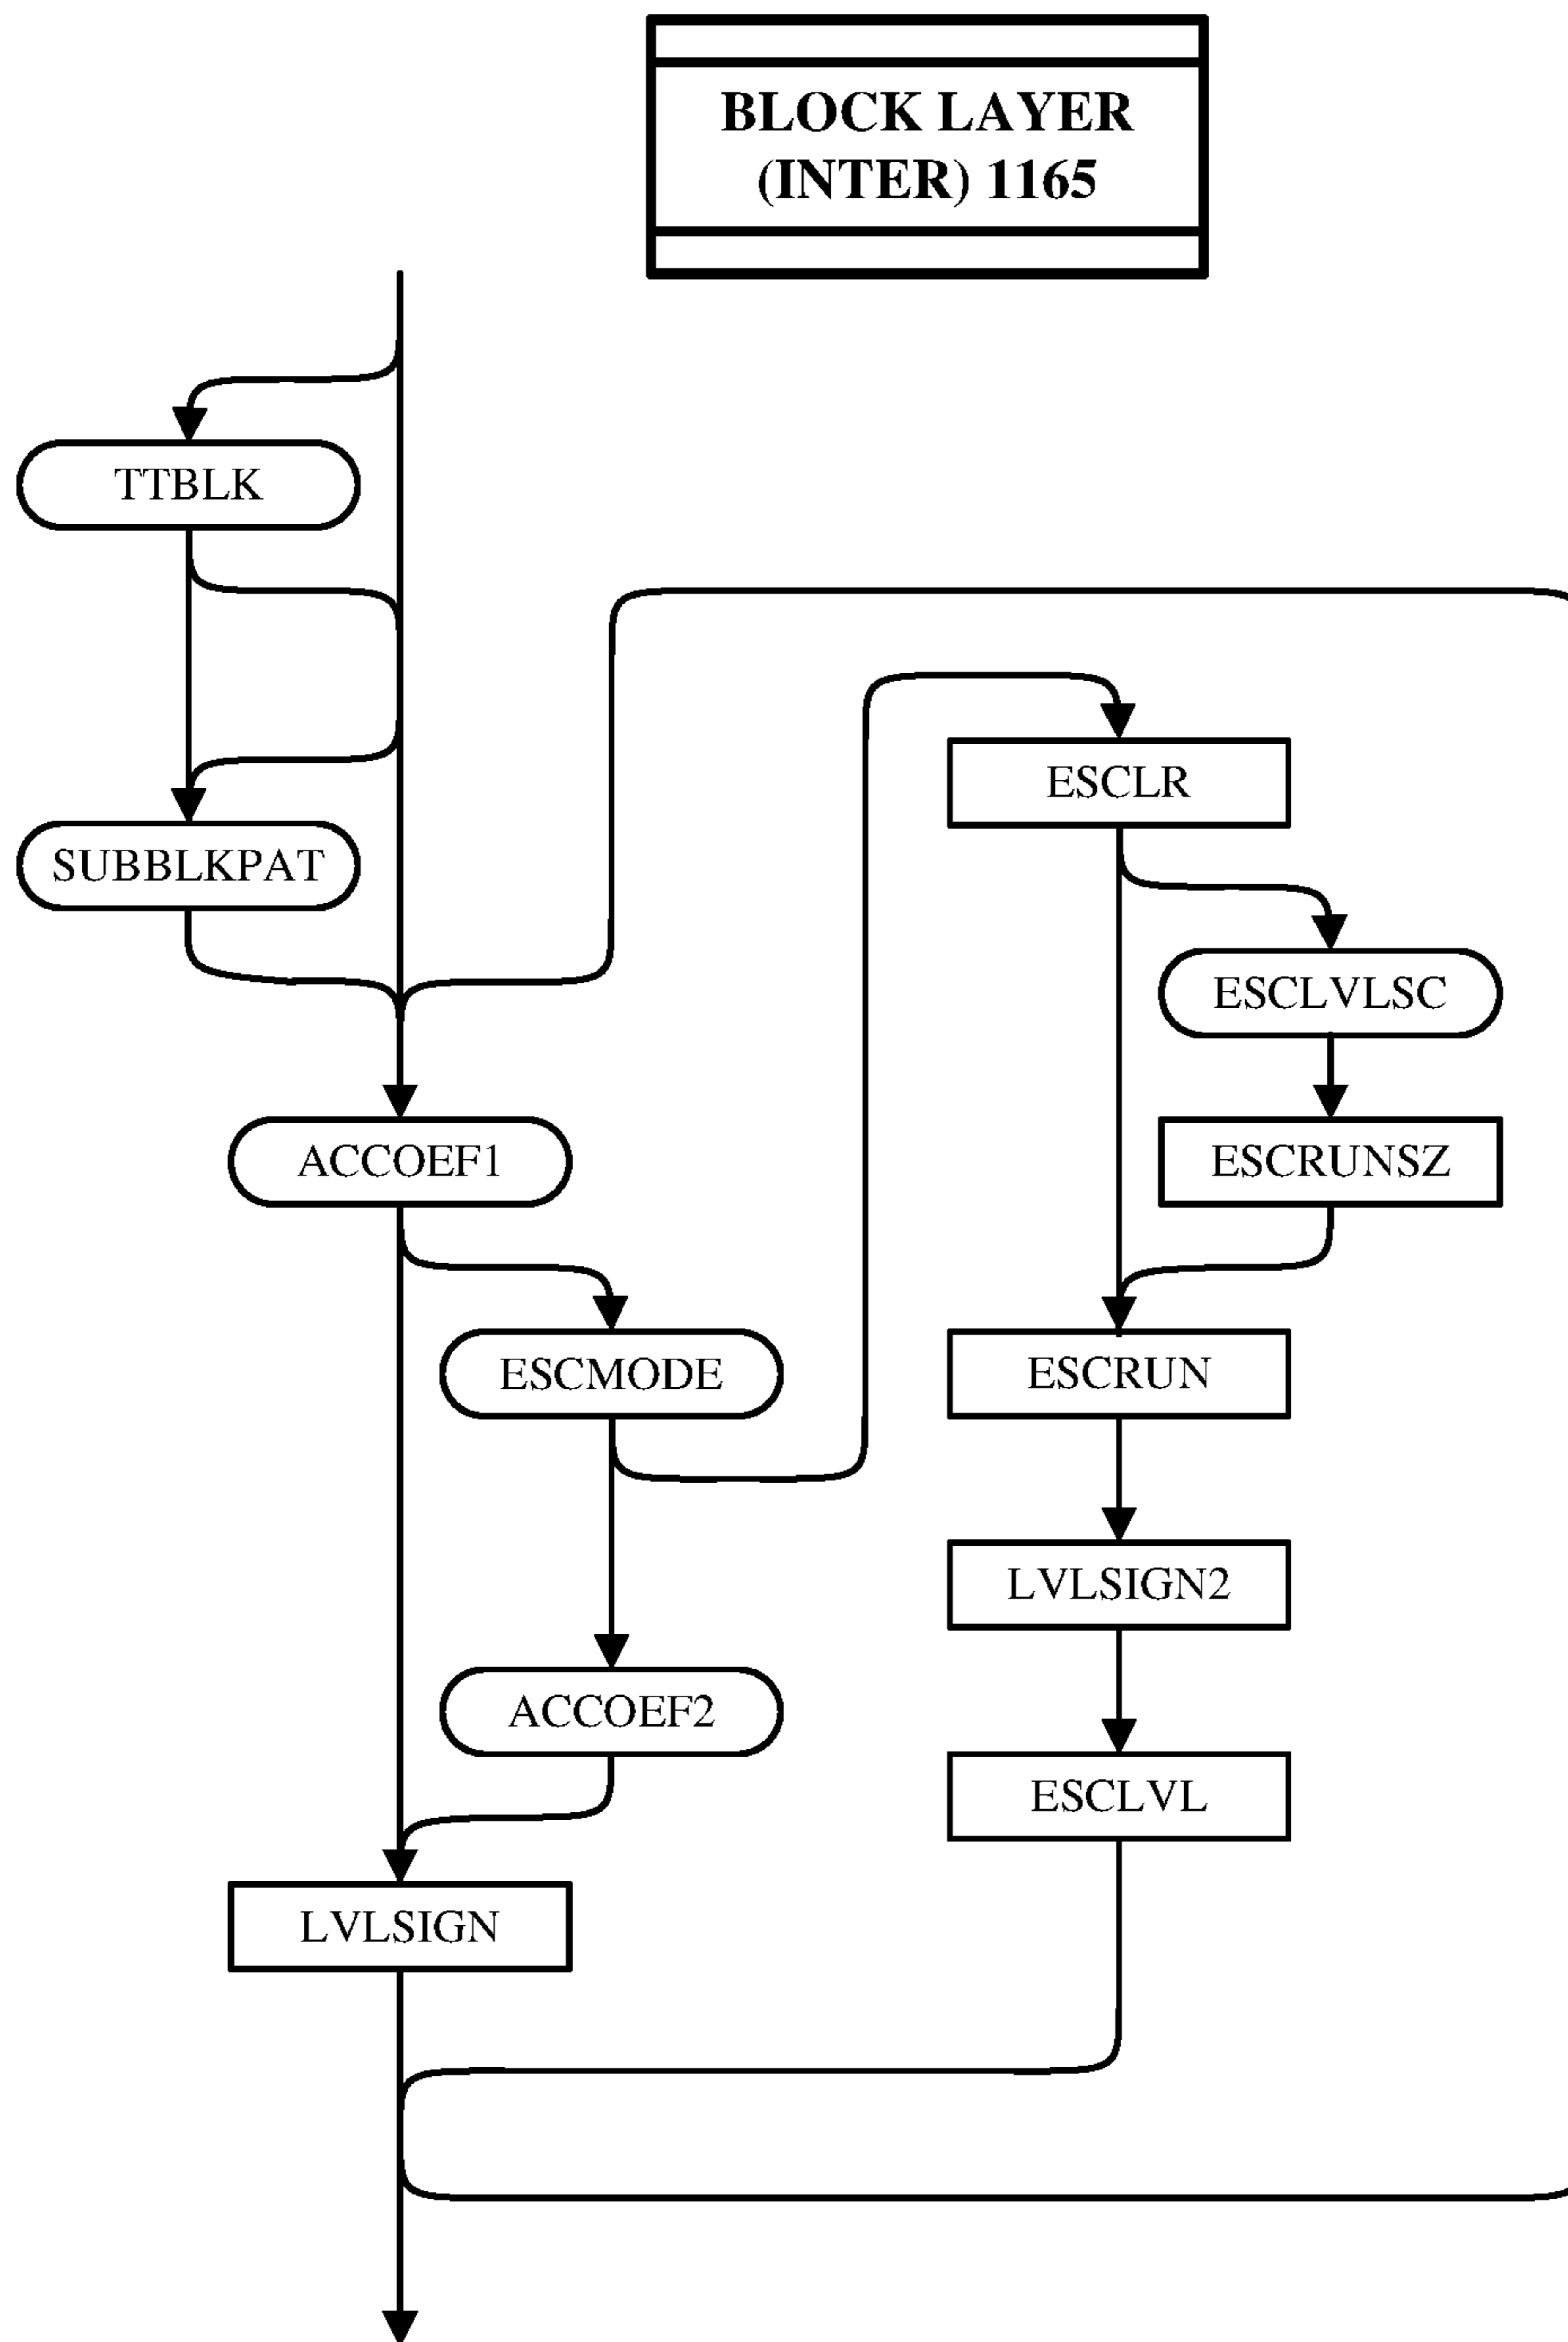 BLOCK LAYER
(INTER) 1165
TTBLK
SUBBLKPAT
ACCOEF1
ESCMODE
ACCOEF2
LVLSIGN
ESCLR
ESCLVLSC
ESCRUNSZ
ESCRUN
LVLSIGN2
ESCLVL